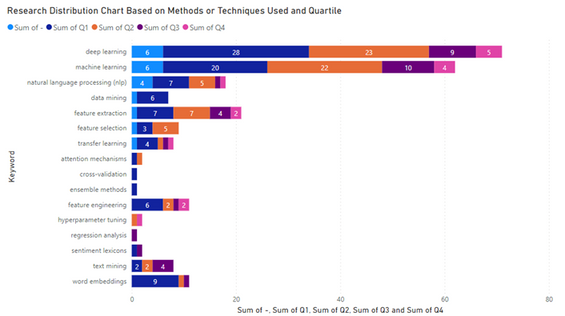 Research Distribution Chart Based on Methods or Techniques Used and Quartile
Sum of - Sum of Q1 Sum of Q2 Sum of Q3 Sum of Q4
deep learning 6 28 23 9 5
machine learning 6 20 22 10 4
natural language processing (nlp) 4 7 5
data mining 6
feature extraction 7 7 4 2
feature selection 3 5
transfer learning 4
attention mechanisms
cross-validation
ensemble methods
feature engineering 6 2 2
hyperparameter tuning
regression analysis
sentiment lexicons
text mining 2 2 4
word embeddings 9
Keyword
0 20 40 60 80
Sum of -, Sum of Q1, Sum of Q2, Sum of Q3 and Sum of Q4